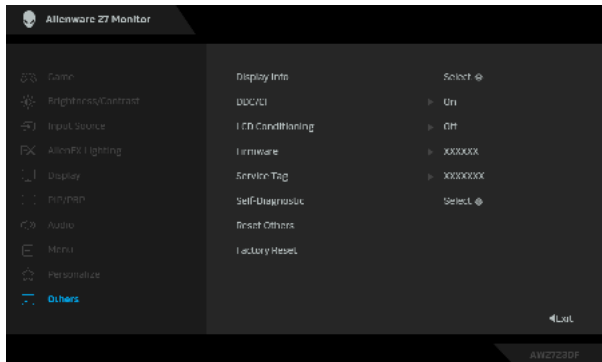 Alienware 27 Monitor
Game
Brightness/Contrast
Input Source
AlienFX Lighting
Display
PIP/PBP
Audio
Menu
Personalize
Others
Display Info Select
DDC/CI On
LCD Conditioning Off
Firmware XXXXXX
Service Tag XXXXXXX
Self-Diagnostic Select
Reset Others
Factory Reset
Exit
AW2723DF